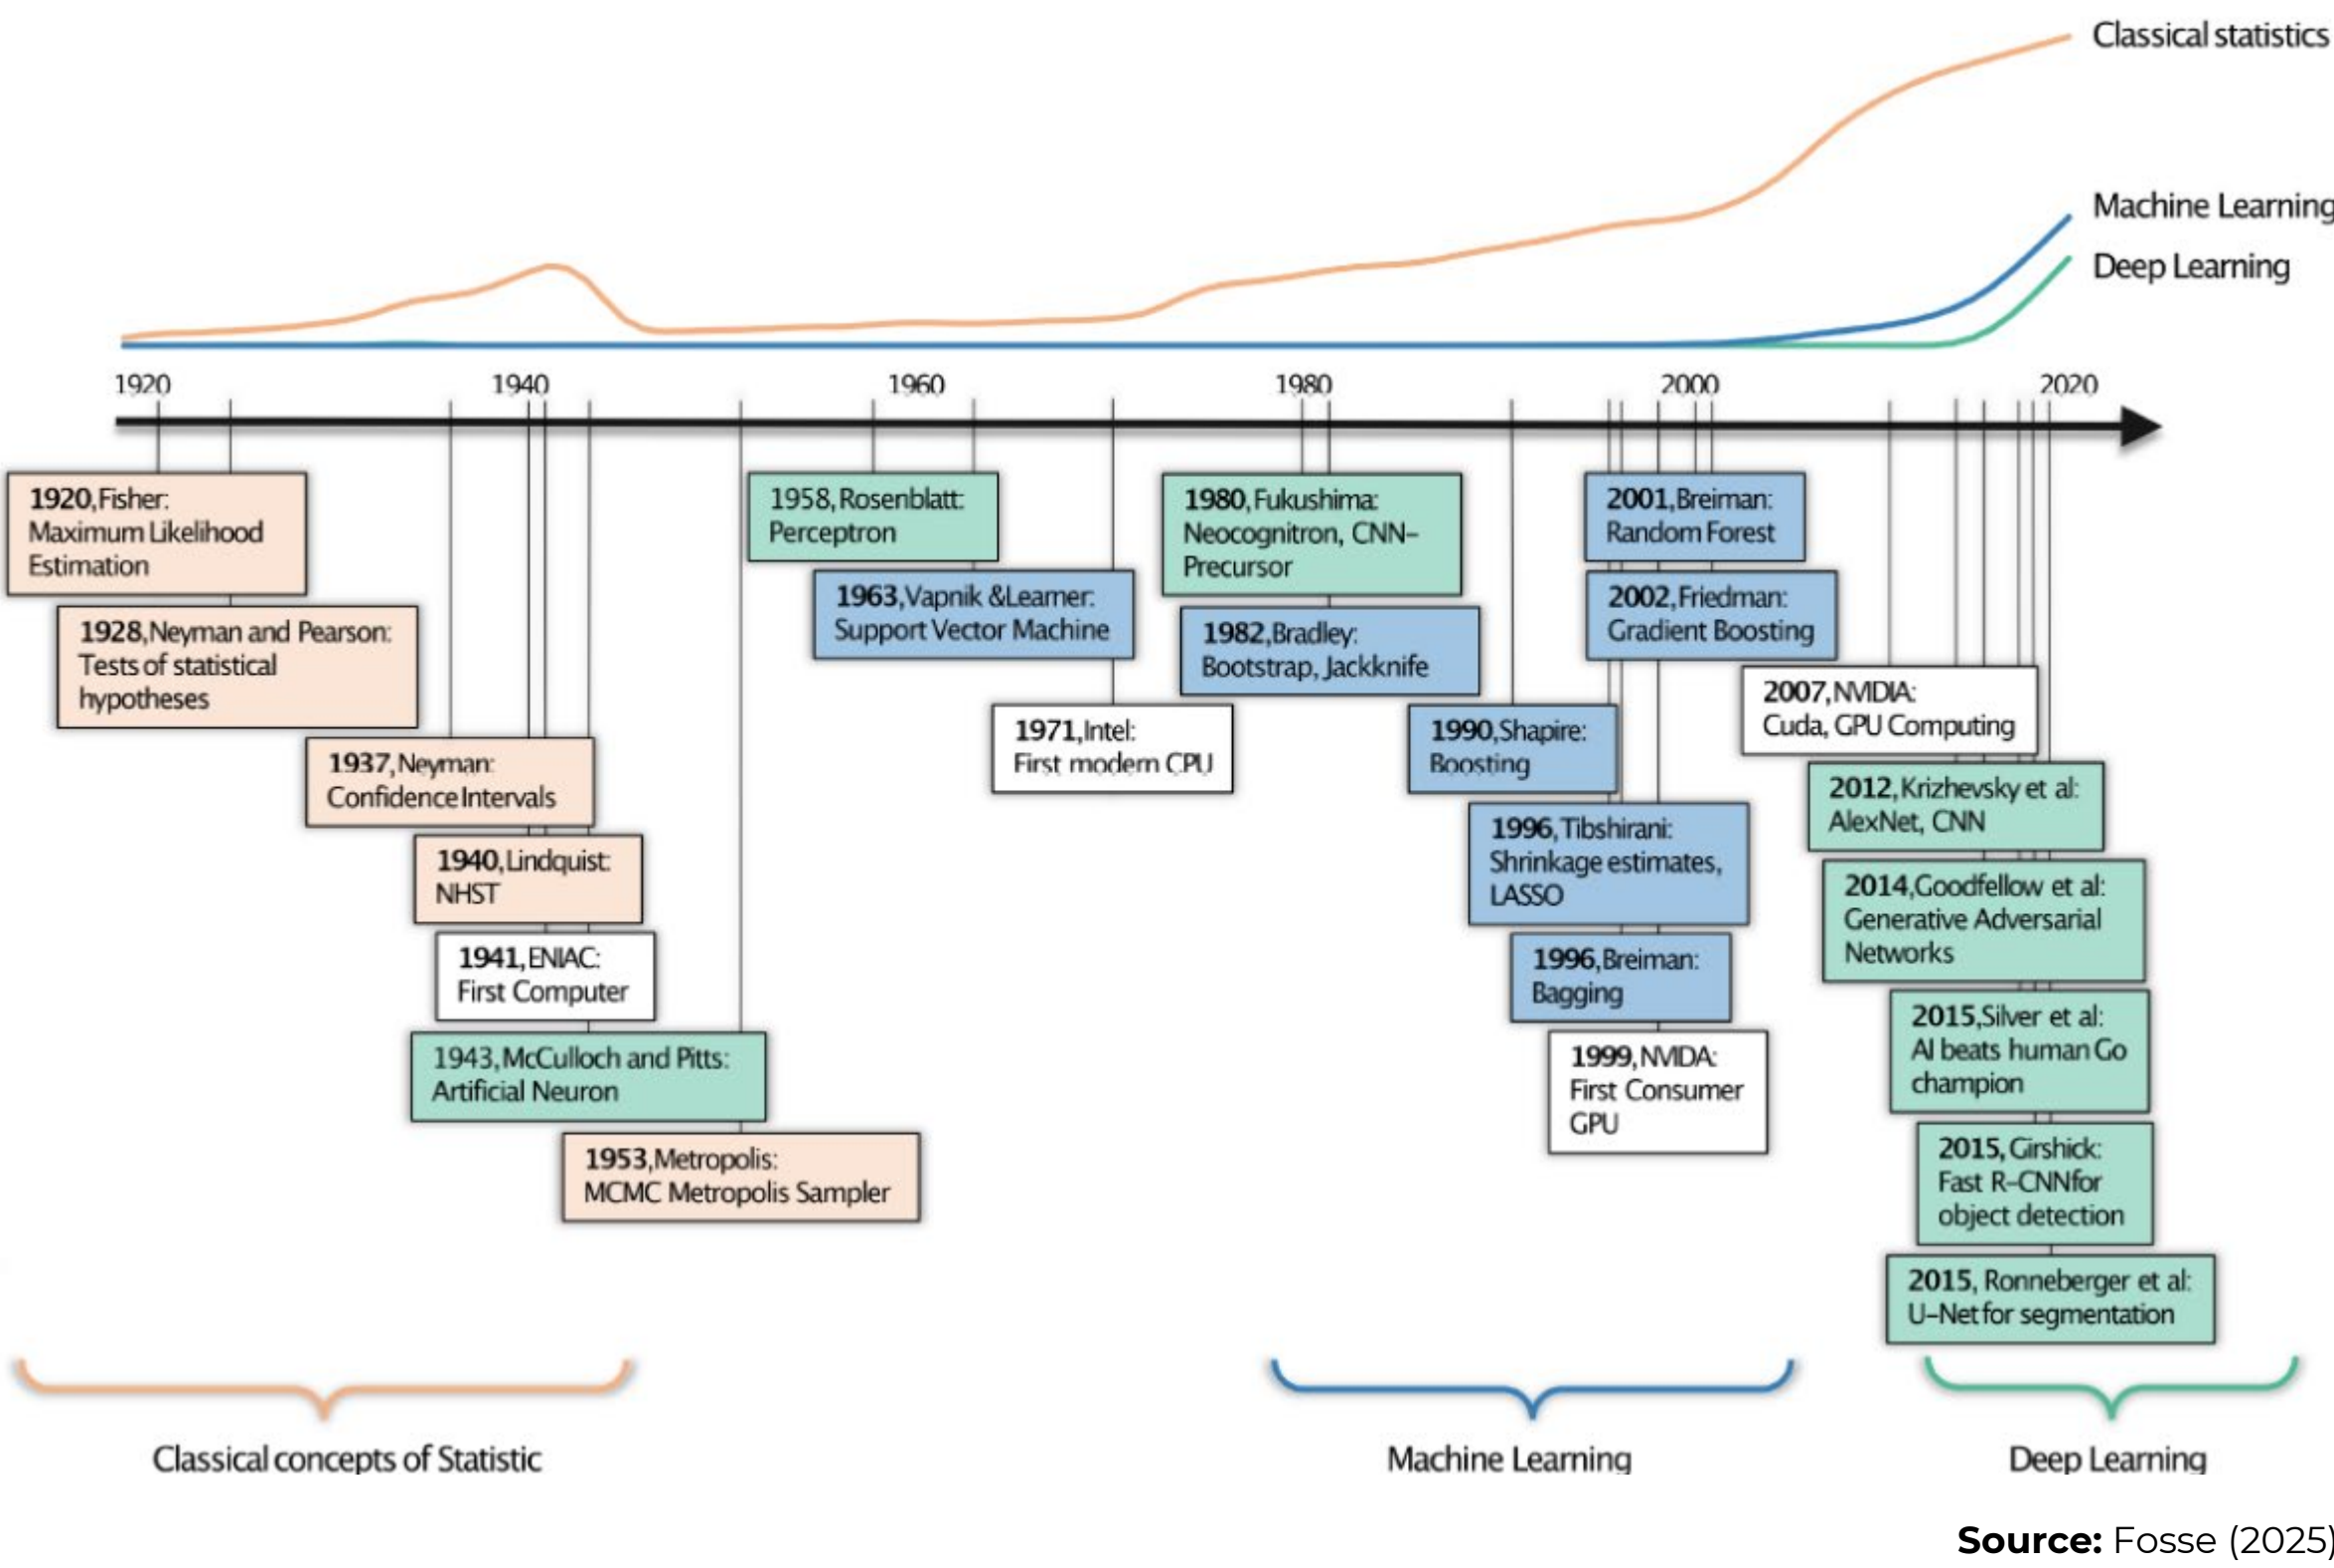 Classical statistics
Machine Learning
Deep Learning
1920
1940
1960
1980
2000
2020
1920, Fisher:
Maximum Likelihood
Estimation
1928, Neyman and Pearson:
Tests of statistical
hypotheses
1937, Neyman:
Confidence Intervals
1940, Lindquist:
NHST
1941, ENIAC:
First Computer
1943, McCulloch and Pitts:
Artificial Neuron
1953, Metropolis:
MCMC Metropolis Sampler
1958, Rosenblatt:
Perceptron
1963, Vapnik & Learner:
Support Vector Machine
1971, Intel:
First modern CPU
1980, Fukushima:
Neocognitron, CNN-
Precursor
1982, Bradley:
Bootstrap, Jackknife
1990, Shapire:
Boosting
1996, Tibshirani:
Shrinkage estimates,
LASSO
1996, Breiman:
Bagging
1999, NVIDA:
First Consumer
GPU
2001, Breiman:
Random Forest
2002, Friedman:
Gradient Boosting
2007, NVIDIA:
Cuda, GPU Computing
2012, Krizhevsky et al:
AlexNet, CNN
2014, Goodfellow et al:
Generative Adversarial
Networks
2015, Silver et al:
AI beats human Go
champion
2015, Girshick:
Fast R-CNN for
object detection
2015, Ronneberger et al:
U-Net for segmentation
Classical concepts of Statistic
Machine Learning
Deep Learning
Source: Fosse (2025)